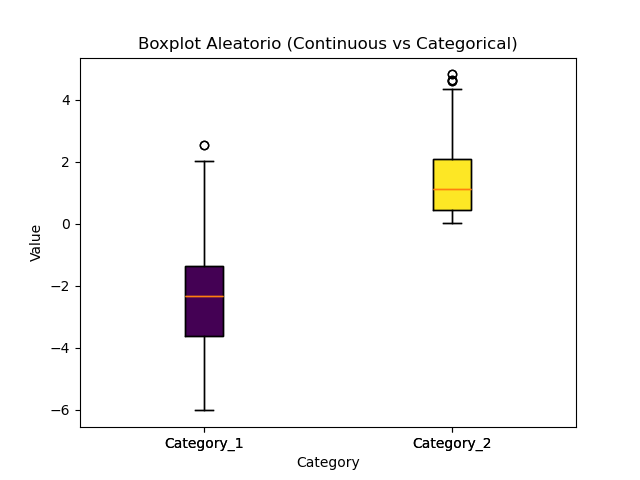 Boxplot Aleatorio (Continuous vs Categorical)
4
2
0
−2
−4
−6
Value
Category_1
Category_2
Category